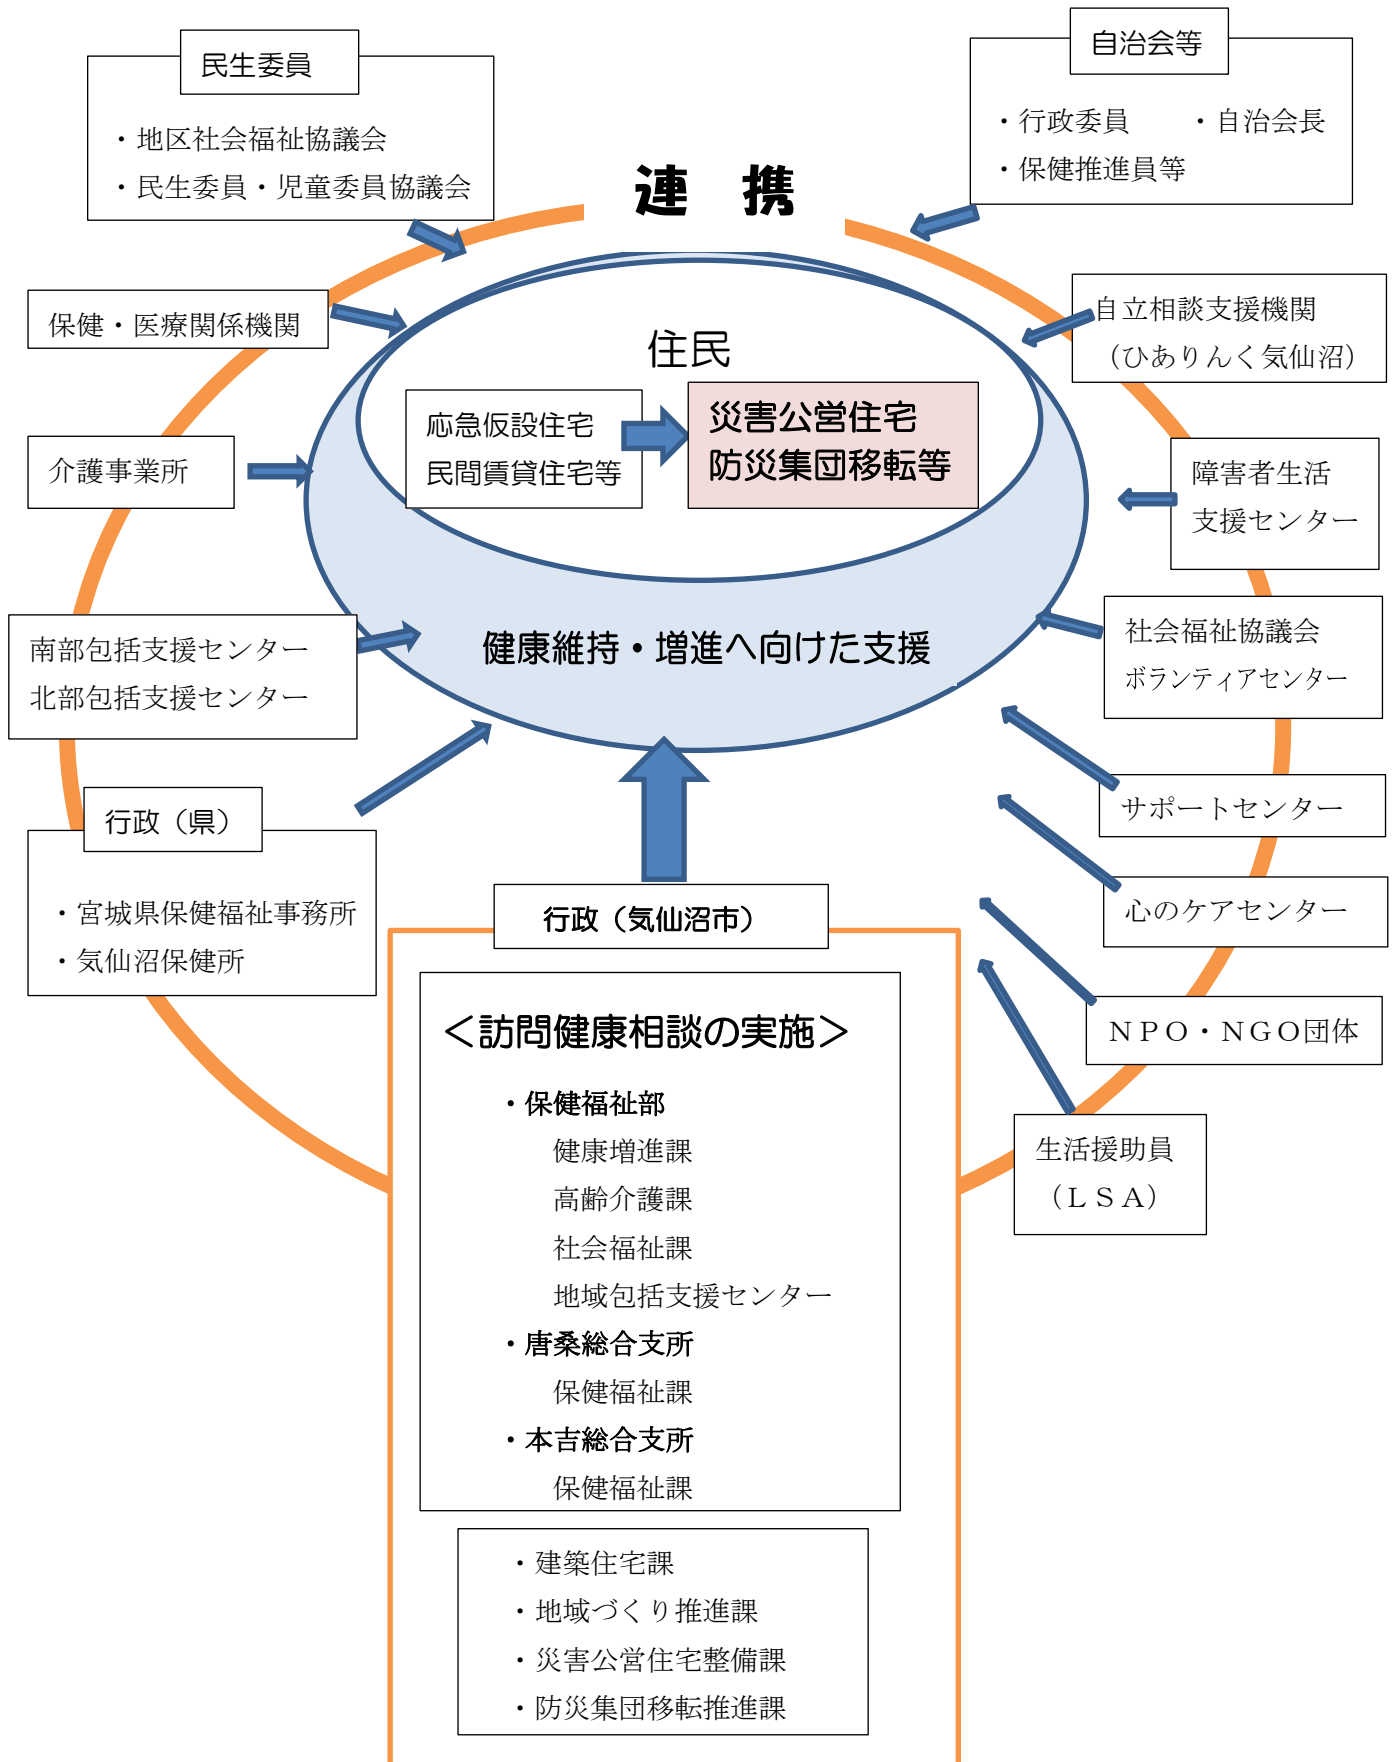 民生委員
・地区社会福祉協議会
・民生委員・児童委員協議会
自治会等
・行政委員　・自治会長
・保健推進員等
連　携
保健・医療関係機関
自立相談支援機関
（ひありんく気仙沼）
住民
応急仮設住宅
民間賃貸住宅等
災害公営住宅
防災集団移転等
介護事業所
障害者生活
支援センター
南部包括支援センター
北部包括支援センター
健康維持・増進へ向けた支援
社会福祉協議会
ボランティアセンター
サポートセンター
行政（県）
・宮城県保健福祉事務所
・気仙沼保健所
心のケアセンター
ＮＰＯ・ＮＧＯ団体
生活援助員
（ＬＳＡ）
行政（気仙沼市）
＜訪問健康相談の実施＞
・保健福祉部
健康増進課
高齢介護課
社会福祉課
地域包括支援センター
・唐桑総合支所
保健福祉課
・本吉総合支所
保健福祉課
・建築住宅課
・地域づくり推進課
・災害公営住宅整備課
・防災集団移転推進課